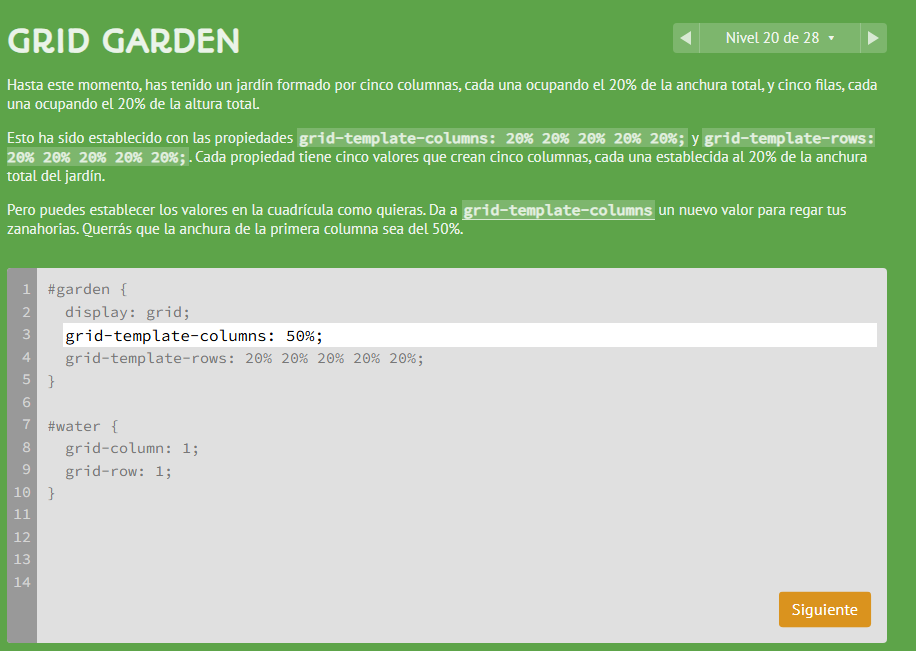 GRID GARDEN
Nivel 20 de 28
Hasta este momento, has tenido un jardín formado por cinco columnas, cada una ocupando el 20% de la anchura total, y cinco filas, cada
una ocupando el 20% de la altura total.
Esto ha sido establecido con las propiedades grid-template-columns: 20% 20% 20% 20% 20%; y grid-template-rows:
20% 20% 20% 20% 20%;. Cada propiedad tiene cinco valores que crean cinco columnas, cada una establecida al 20% de la anchura
total del jardín.
Pero puedes establecer los valores en la cuadrícula como quieras. Da a grid-template-columns un nuevo valor para regar tus
zanahorias. Querrás que la anchura de la primera columna sea del 50%.
1 #garden {
2 display: grid;
3 grid-template-columns: 50%;
4 grid-template-rows: 20% 20% 20% 20% 20%;
5 }
6
7 #water {
8 grid-column: 1;
9 grid-row: 1;
10 }
11
12
13
14
Siguiente